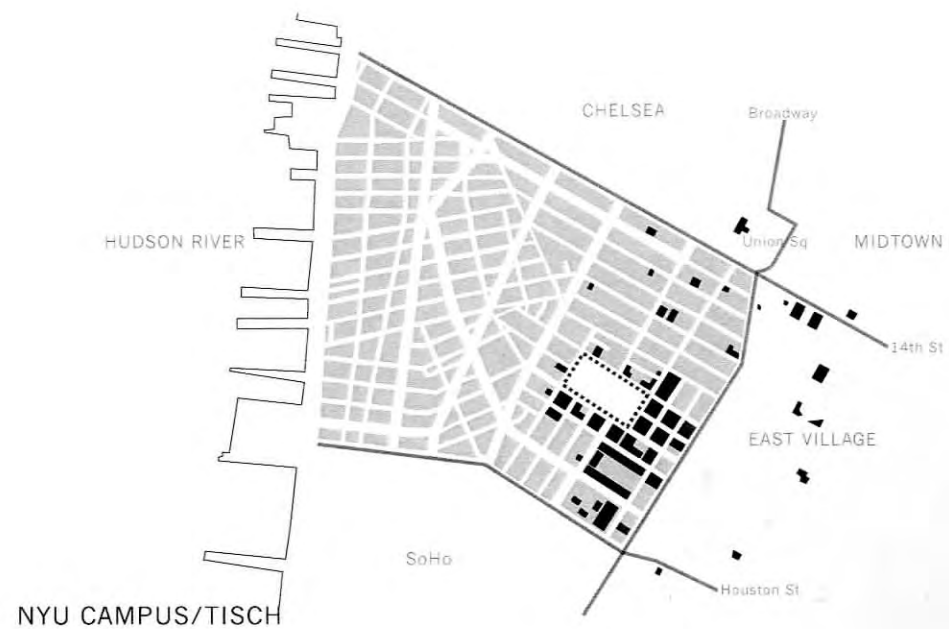 CHELSEA
Broadway
HUDSON RIVER
Union Sq
MIDTOWN
14th St
EAST VILLAGE
SoHo
Houston St
NYU CAMPUS/TISCH